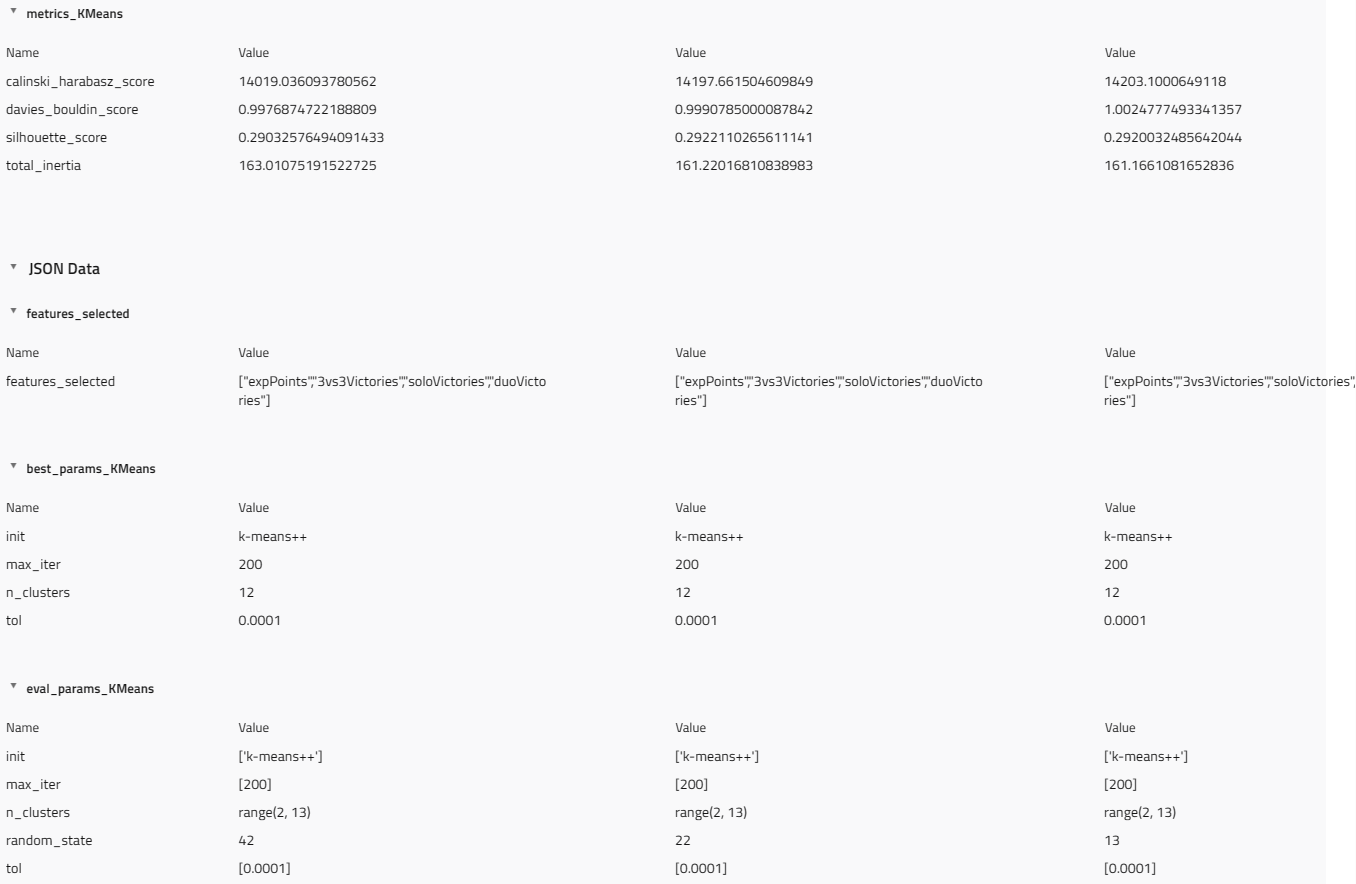 metrics_KMeans
Name Value Value Value
calinski_harabasz_score 14019.036093780562 14197.661504609849 14203.1000649118
davies_bouldin_score 0.9976874722188809 0.9990785000087842 1.0024777493341357
silhouette_score 0.29032576494091433 0.2922110265611141 0.2920032485642044
total_inertia 163.01075191522725 161.22016810838983 161.1661081652836
JSON Data
features_selected
Name Value Value Value
features_selected ["expPoints","3vs3Victories","soloVictories","duoVicto ["expPoints","3vs3Victories","soloVictories","duoVicto ["expPoints","3vs3Victories","soloVictories",
ries"] ries"] ries"]
best_params_KMeans
Name Value Value Value
init k-means++ k-means++ k-means++
max_iter 200 200 200
n_clusters 12 12 12
tol 0.0001 0.0001 0.0001
eval_params_KMeans
Name Value Value Value
init ['k-means++'] ['k-means++'] ['k-means++']
max_iter [200] [200] [200]
n_clusters range(2, 13) range(2, 13) range(2, 13)
random_state 42 22 13
tol [0.0001] [0.0001] [0.0001]